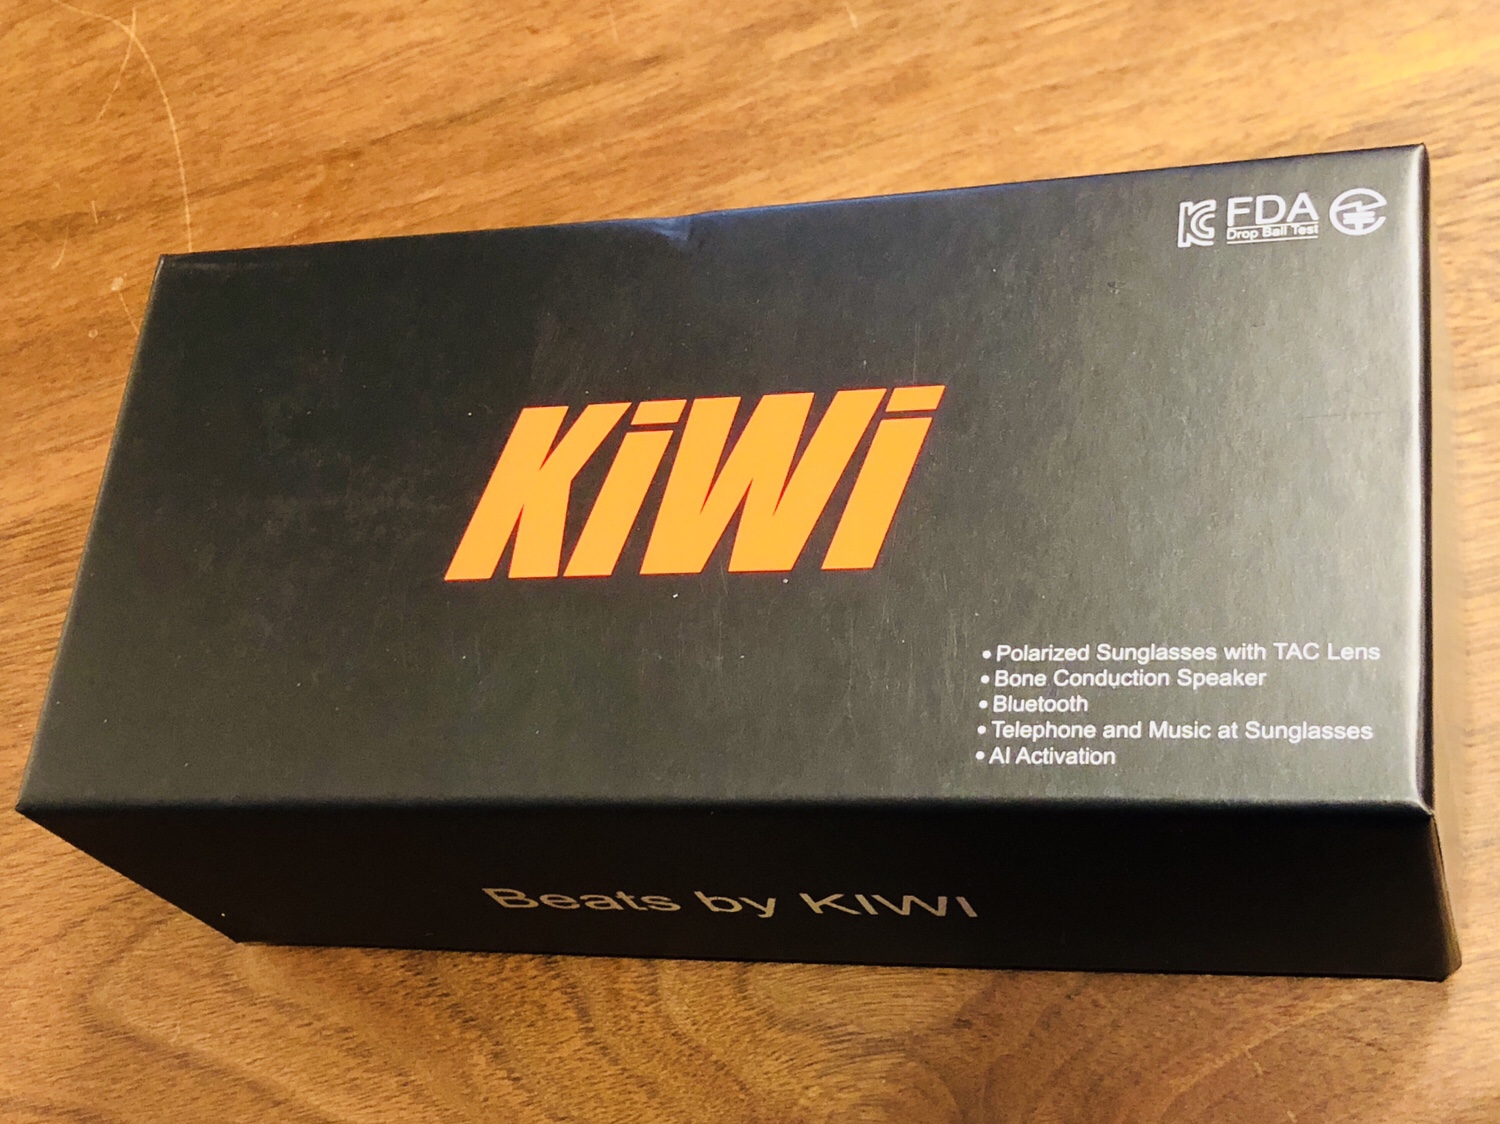 KC FDA
Drop Ball Test
KiWi
• Polarized Sunglasses with TAC Lens
• Bone Conduction Speaker
• Bluetooth
• Telephone and Music at Sunglasses
• AI Activation
Beats by KIWI